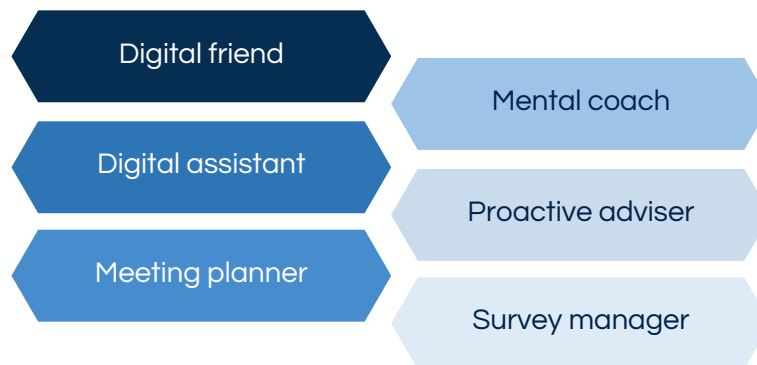 Digital friend
Digital assistant
Meeting planner
Mental coach
Proactive adviser
Survey manager